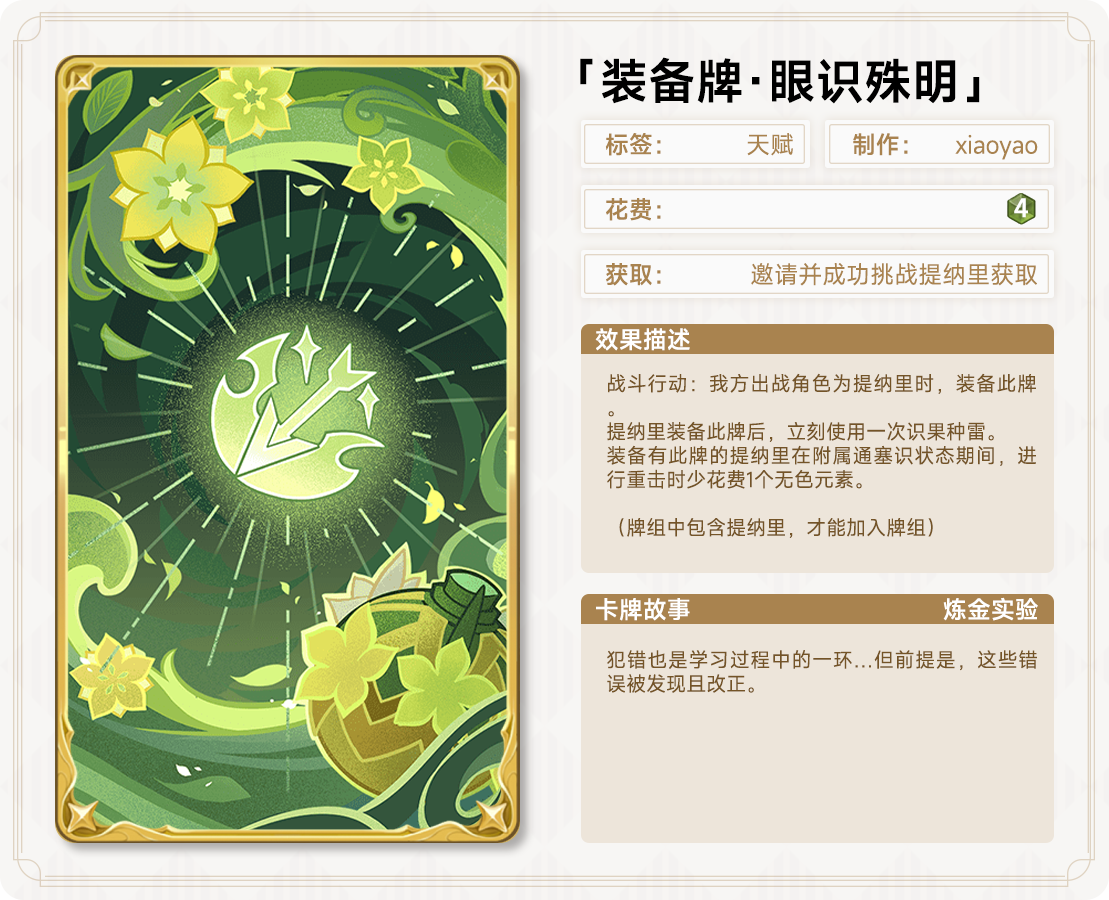 「装备牌·眼识殊明」
标签: 天赋 制作: xiaoyao
花费: 4
获取: 邀请并成功挑战提纳里获取
效果描述
战斗行动: 我方出战角色为提纳里时，装备此牌
。
提纳里装备此牌后，立刻使用一次识果种雷。
装备有此牌的提纳里在附属通塞识状态期间，进
行重击时少花费1个无色元素。
（牌组中包含提纳里，才能加入牌组）
卡牌故事 炼金实验
犯错也是学习过程中的一环...但前提是，这些错
误被发现且改正。